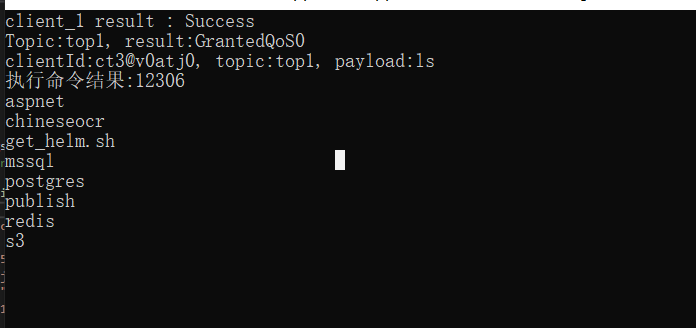 client_1 result : Success
Topic:top1, result:GrantedQoS0
clientId:ct3@v0atj0, topic:top1, payload:ls
执行命令结果:12306
aspnet
chineseocr
get_helm.sh
mssql
postgres
publish
redis
s3